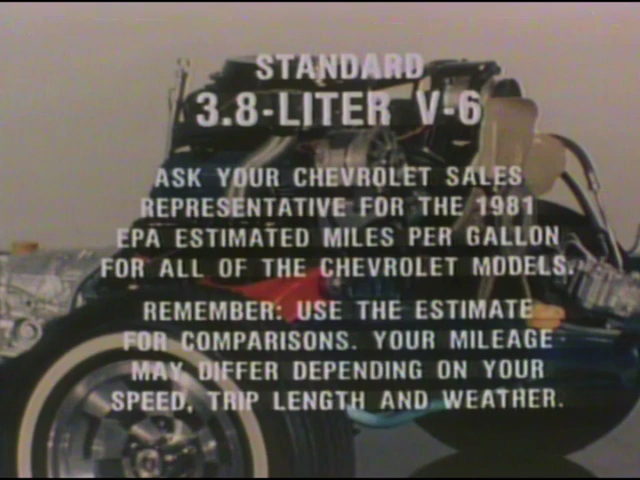 STANDARD
3.8-LITER V-6
ASK YOUR CHEVROLET SALES
REPRESENTATIVE FOR THE 1981
EPA ESTIMATED MILES PER GALLON
FOR ALL OF THE CHEVROLET MODELS.
REMEMBER: USE THE ESTIMATE
FOR COMPARISONS. YOUR MILEAGE
MAY DIFFER DEPENDING ON YOUR
SPEED, TRIP LENGTH AND WEATHER.